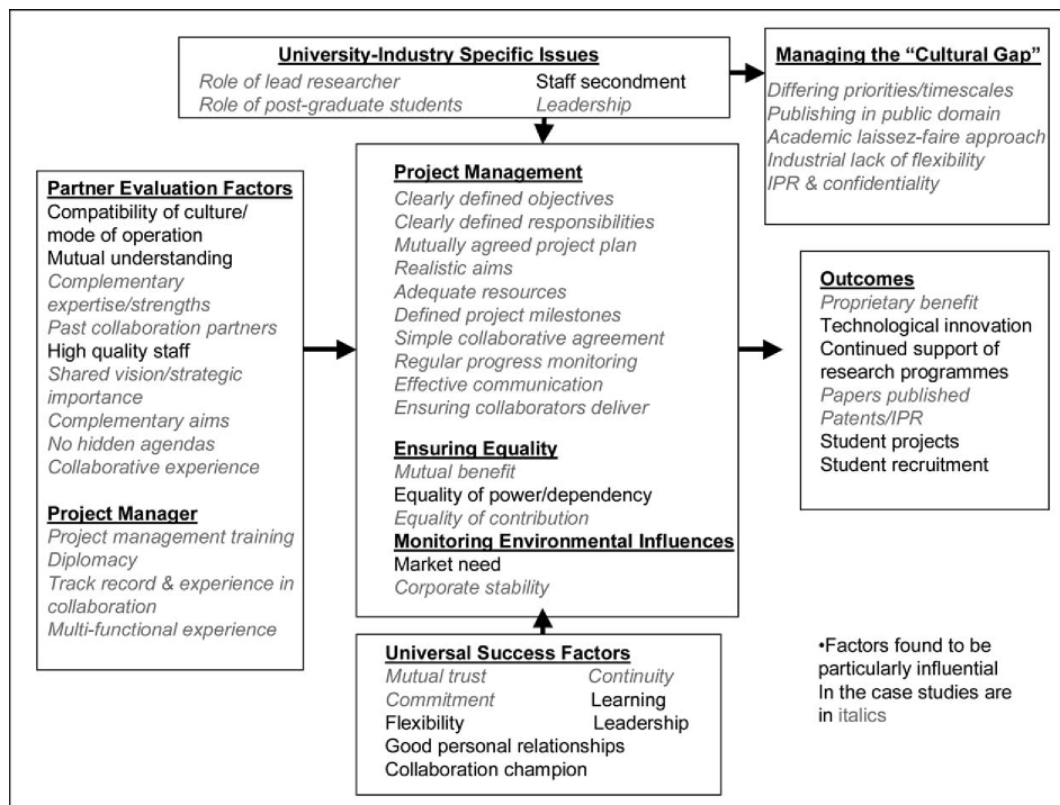 University-Industry Specific Issues
Role of lead researcher Staff secondment
Role of post-graduate students Leadership
Managing the “Cultural Gap”
Differing priorities/timescales
Publishing in public domain
Academic laissez-faire approach
Industrial lack of flexibility
IPR & confidentiality
Partner Evaluation Factors
Compatibility of culture/
mode of operation
Mutual understanding
Complementary
expertise/strengths
Past collaboration partners
High quality staff
Shared vision/strategic
importance
Complementary aims
No hidden agendas
Collaborative experience
Project Manager
Project management training
Diplomacy
Track record & experience in
collaboration
Multi-functional experience
Project Management
Clearly defined objectives
Clearly defined responsibilities
Mutually agreed project plan
Realistic aims
Adequate resources
Defined project milestones
Simple collaborative agreement
Regular progress monitoring
Effective communication
Ensuring collaborators deliver
Ensuring Equality
Mutual benefit
Equality of power/dependency
Equality of contribution
Monitoring Environmental Influences
Market need
Corporate stability
Outcomes
Proprietary benefit
Technological innovation
Continued support of
research programmes
Papers published
Patents/IPR
Student projects
Student recruitment
Universal Success Factors
Mutual trust Continuity
Commitment Learning
Flexibility Leadership
Good personal relationships
Collaboration champion
•Factors found to be
particularly influential
In the case studies are
in italics